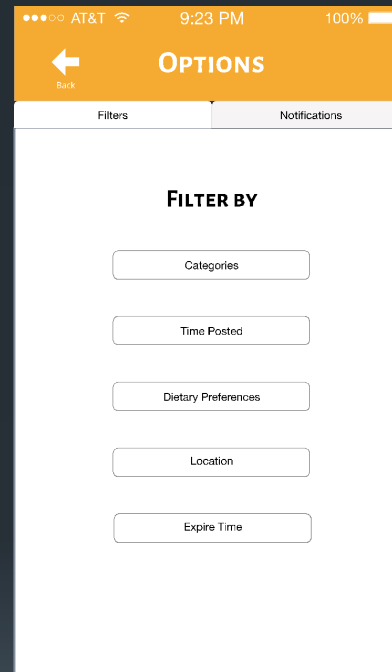 AT&T 9:23 PM 100%
Options
Back
Filters Notifications
Filter by
Categories
Time Posted
Dietary Preferences
Location
Expire Time